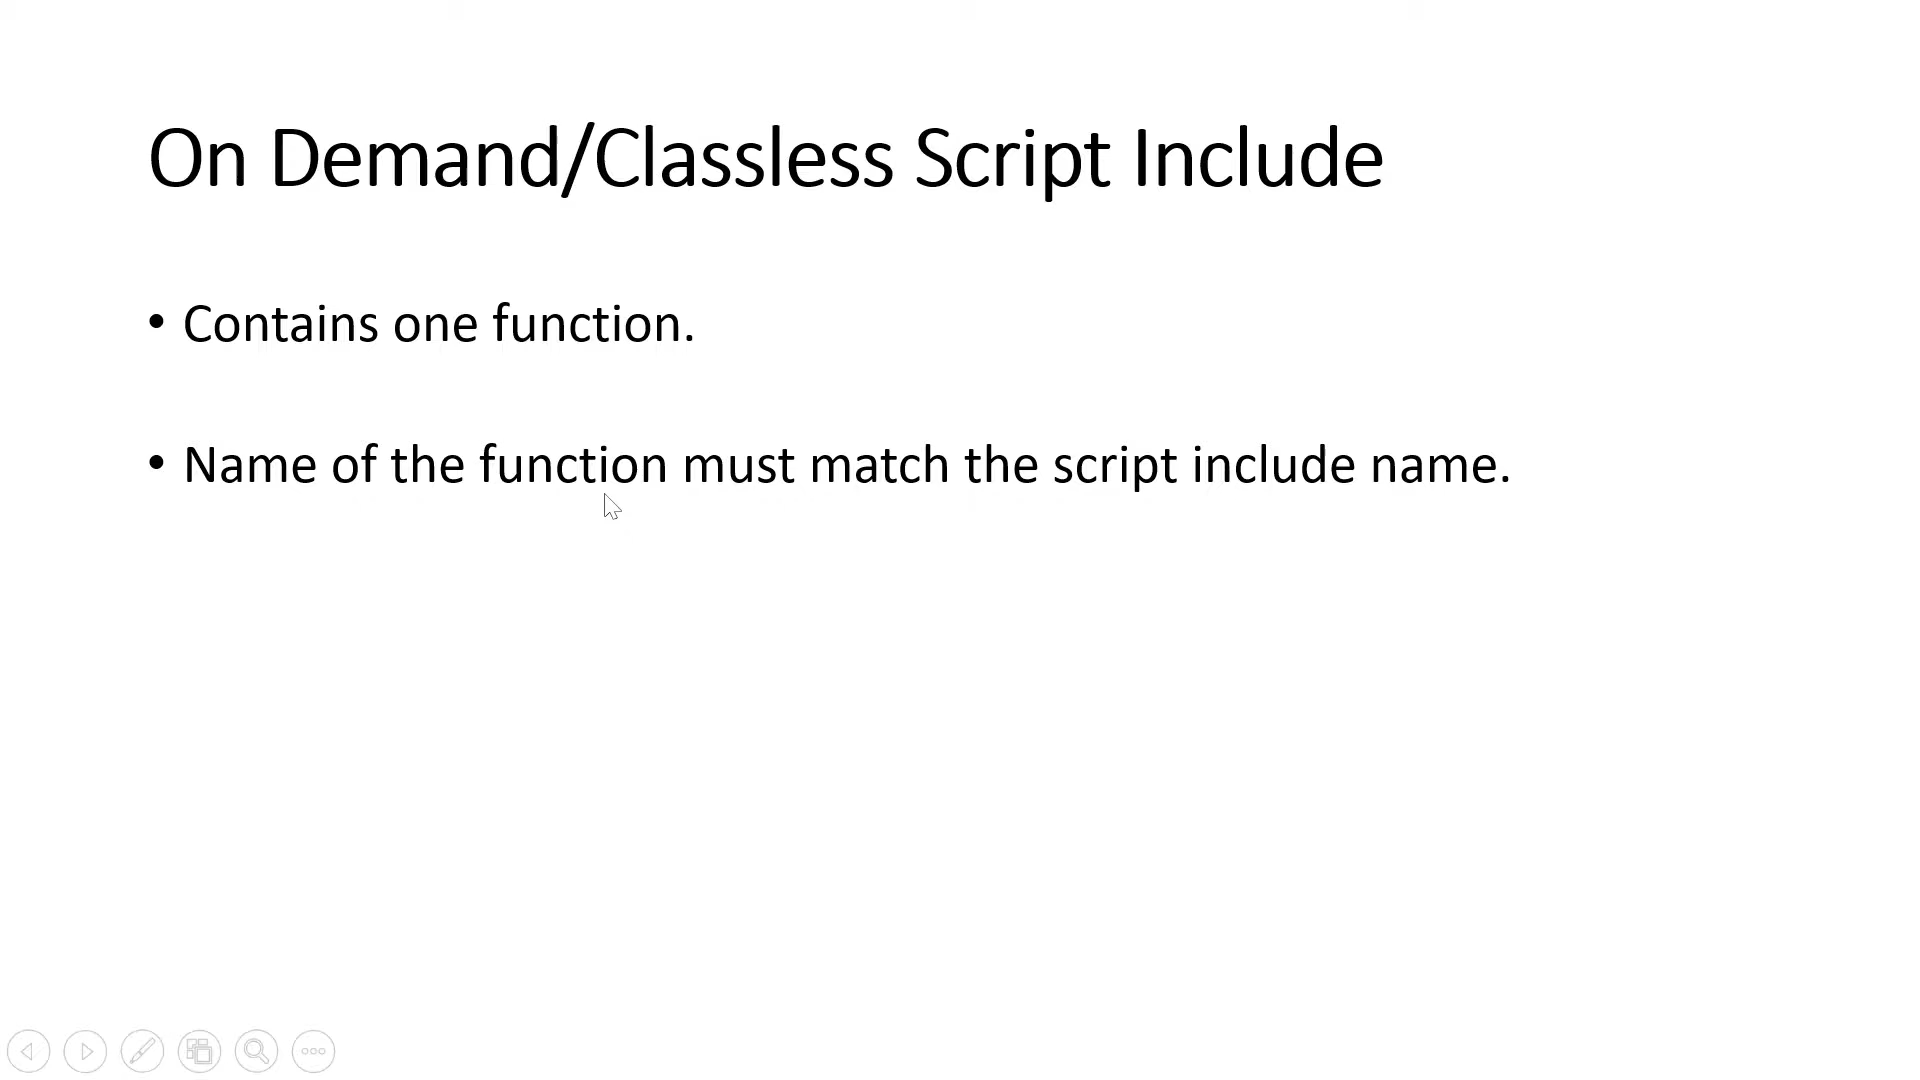 On Demand/Classless Script Include
• Contains one function.
• Name of the function must match the script include name.